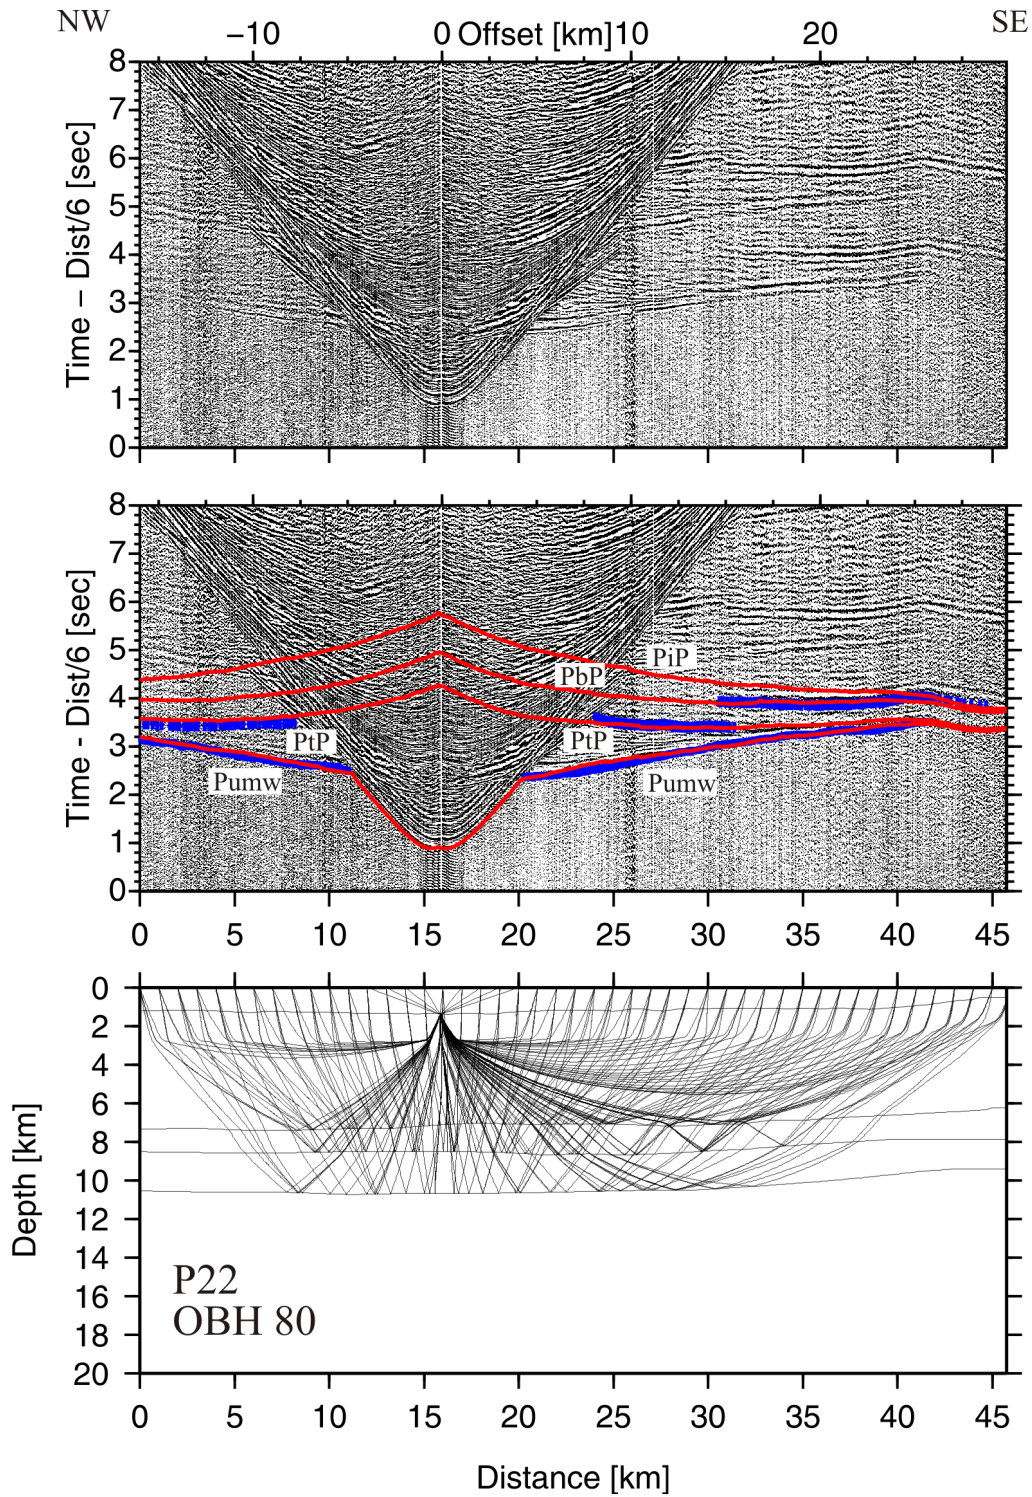 NW
SE
−10 0 Offset [km] 10 20
8
7
6
5
4
3
2
1
0
Time – Dist/6 [sec]
8
7
6
5
4
3
2
1
0
Time - Dist/6 [sec]
PiP
PbP
PtP
PtP
Pumw
Pumw
0 5 10 15 20 25 30 35 40 45
0
2
4
6
8
10
12
14
16
18
20
Depth [km]
P22
OBH 80
0 5 10 15 20 25 30 35 40 45
Distance [km]